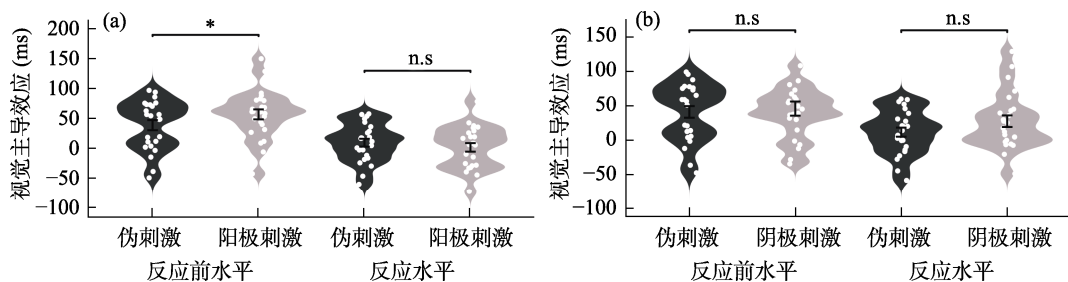 (a)
视觉主导效应 (ms)
200
150
100
50
0
−50
−100
*
n.s
伪刺激 阳极刺激 伪刺激 阳极刺激
反应前水平 反应水平
(b)
视觉主导效应 (ms)
150
100
50
0
−50
−100
n.s
n.s
伪刺激 阴极刺激 伪刺激 阴极刺激
反应前水平 反应水平